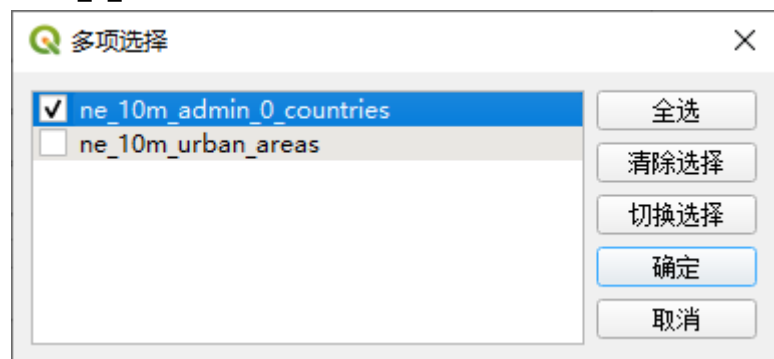 多项选择
ne_10m_admin_0_countries
ne_10m_urban_areas
全选
清除选择
切换选择
确定
取消